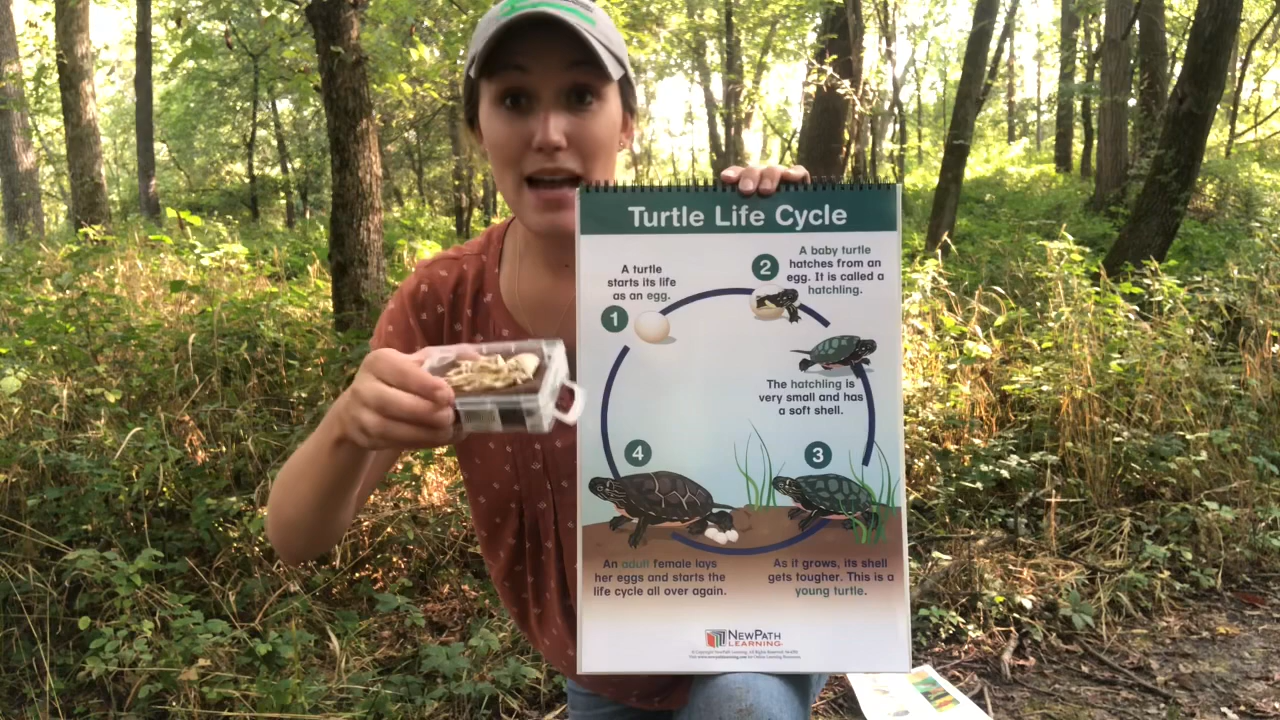 Turtle Life Cycle
1
A turtle
starts its life
as an egg.
2
A baby turtle
hatches from an
egg. It is called a
hatchling.
The hatchling is
very small and has
a soft shell.
4
An adult female lays
her eggs and starts the
life cycle all over again.
3
As it grows, its shell
gets tougher. This is a
young turtle.
NEWPATH
LEARNING